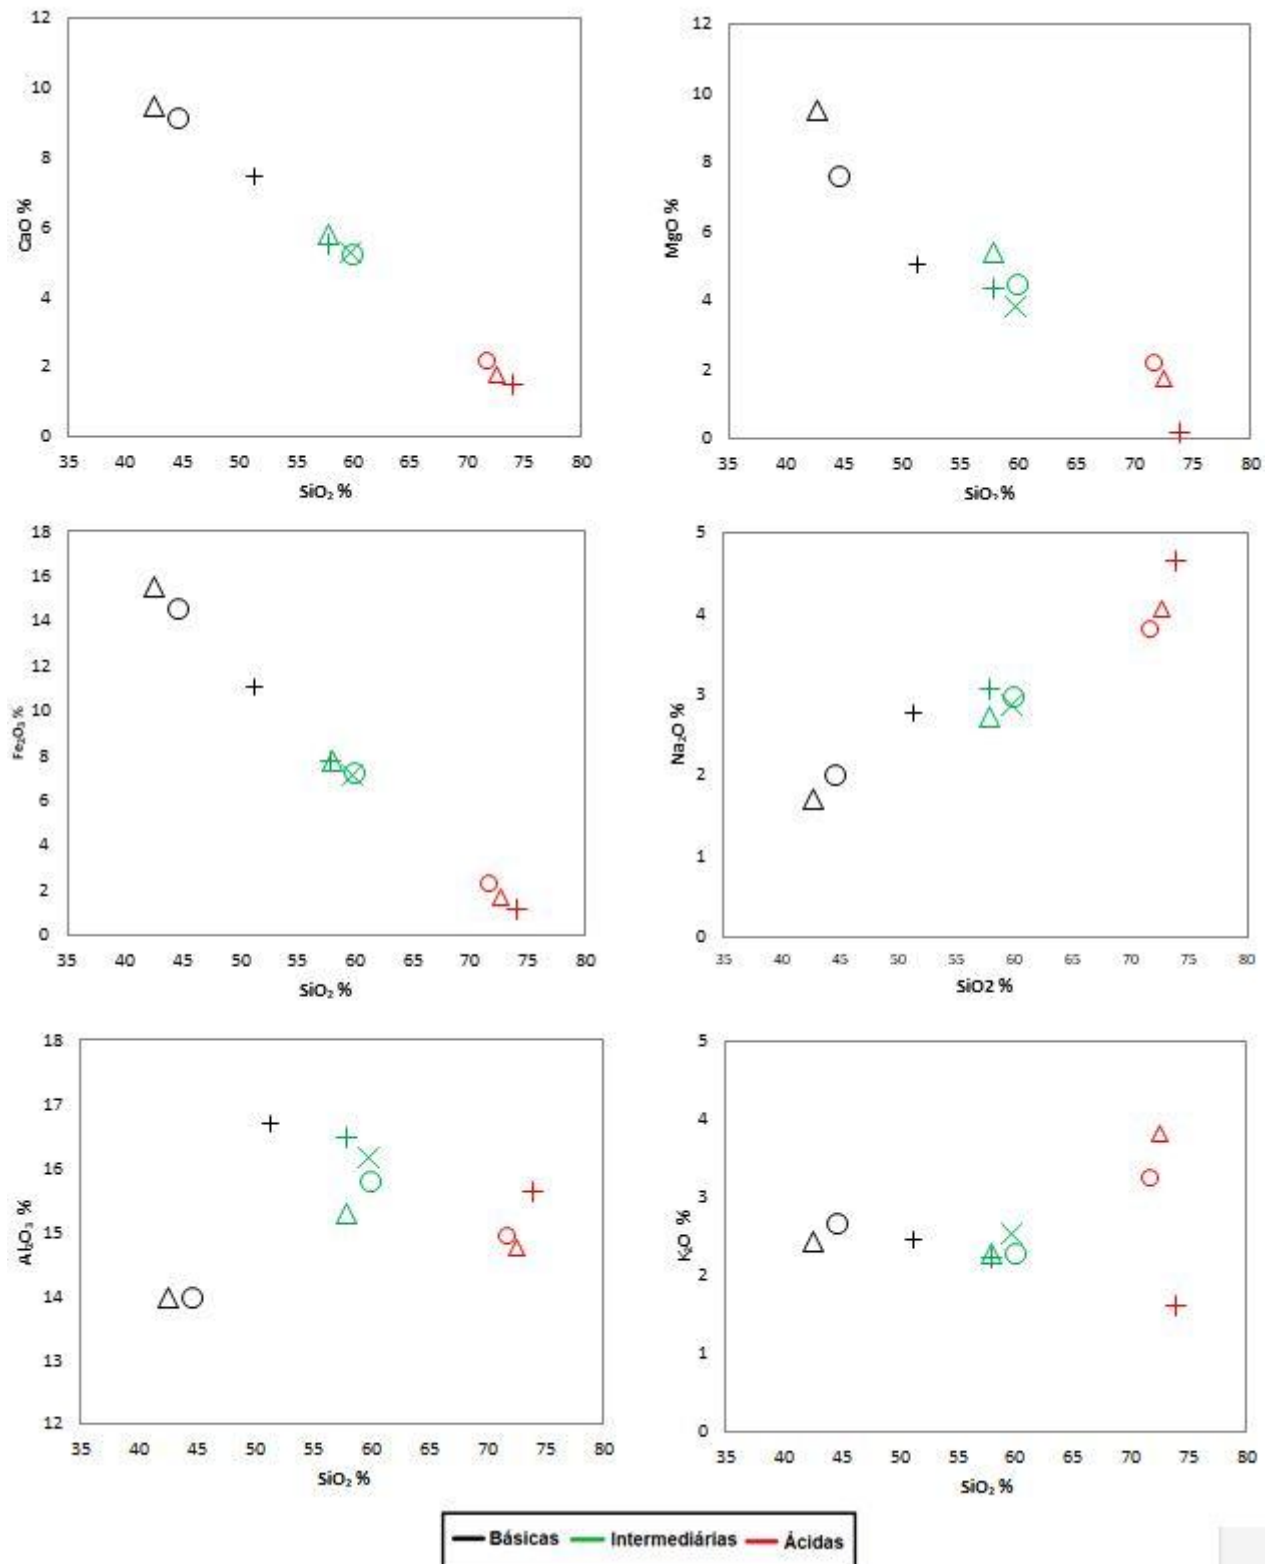 12
10
8
6
4
2
0
CaO %
35 40 45 50 55 60 65 70 75 80
SiO₂ %
12
10
8
6
4
2
0
MgO %
35 40 45 50 55 60 65 70 75 80
SiO₂ %
18
16
14
12
10
8
6
4
2
0
Fe₂O₃ %
35 40 45 50 55 60 65 70 75 80
SiO₂ %
5
4
3
2
1
0
Na₂O %
35 40 45 50 55 60 65 70 75 80
SiO2 %
18
17
16
15
14
13
12
Al₂O₃ %
35 40 45 50 55 60 65 70 75 80
SiO₂ %
5
4
3
2
1
0
K₂O %
35 40 45 50 55 60 65 70 75 80
SiO₂ %
Básicas Intermediárias Ácidas